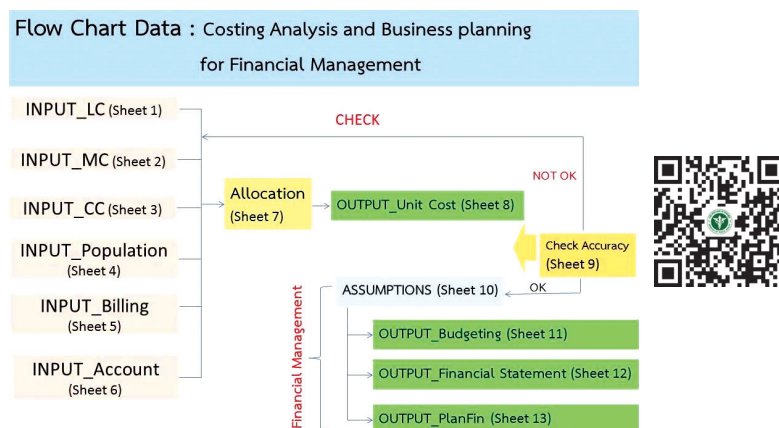 Flow Chart Data : Costing Analysis and Business planning
for Financial Management
INPUT_LC (Sheet 1)
INPUT_MC (Sheet 2)
INPUT_CC (Sheet 3)
INPUT_Population
(Sheet 4)
INPUT_Billing
(Sheet 5)
INPUT_Account
(Sheet 6)
CHECK
Allocation
(Sheet 7)
OUTPUT_Unit Cost (Sheet 8)
NOT OK
Check Accuracy
(Sheet 9)
OK
ASSUMPTIONS (Sheet 10)
Financial Management
OUTPUT_Budgeting (Sheet 11)
OUTPUT_Financial Statement (Sheet 12)
OUTPUT_PlanFin (Sheet 13)